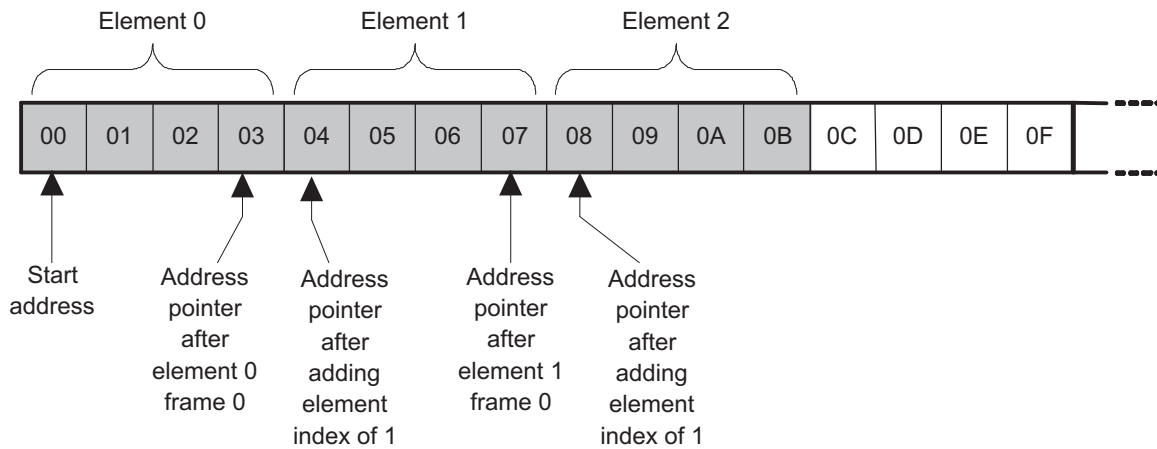 Element 0
Element 1
Element 2
00 01 02 03 04 05 06 07 08 09 0A 0B 0C 0D 0E 0F
Start
address
Address
pointer
after
element 0
frame 0
Address
pointer
after
adding
element
index of 1
Address
pointer
after
element 1
frame 0
Address
pointer
after
adding
element
index of 1